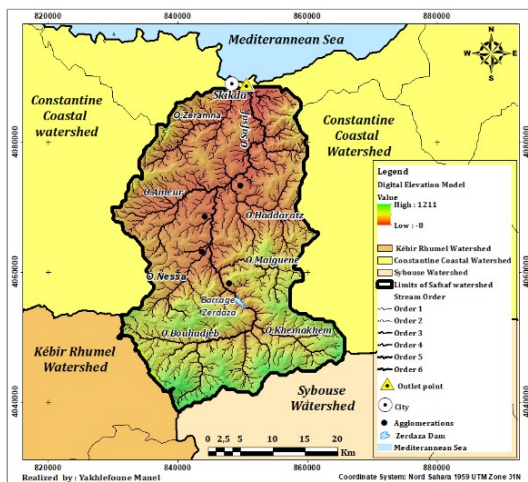 820000 840000 860000 880000
Mediterannean Sea
N
W E
S
Skikda
Constantine
Coastal
watershed
O.Zeramna
O.Safsaf
Constantine
Coastal
Watershed
4080000
4080000
O.Ameur
O.Haddaratz
O.Maiguene
4060000
4060000
O.Nessa
Barrage
Zerdaza
O.Bouhadjeb
O.Khemakhem
Kébir Rhumel
Watershed
Sybouse
Watershed
4040000
4040000
Legend
Digital Elevation Model
Value
High : 1211
Low : -8
Kébir Rhumel Watershed
Constantine Coastal Watershed
Sybouse Watershed
Limits of Safsaf watershed
Stream Order
Order 1
Order 2
Order 3
Order 4
Order 5
Order 6
Outlet point
City
Agglomerations
Zerdaza Dam
Mediterannean Sea
0 2,5 5 10 15 20
Km
820000 840000 860000 880000
Realized by : Yakhlefoune Manel
Coordinate System: Nord Sahara 1959 UTM Zone 31N